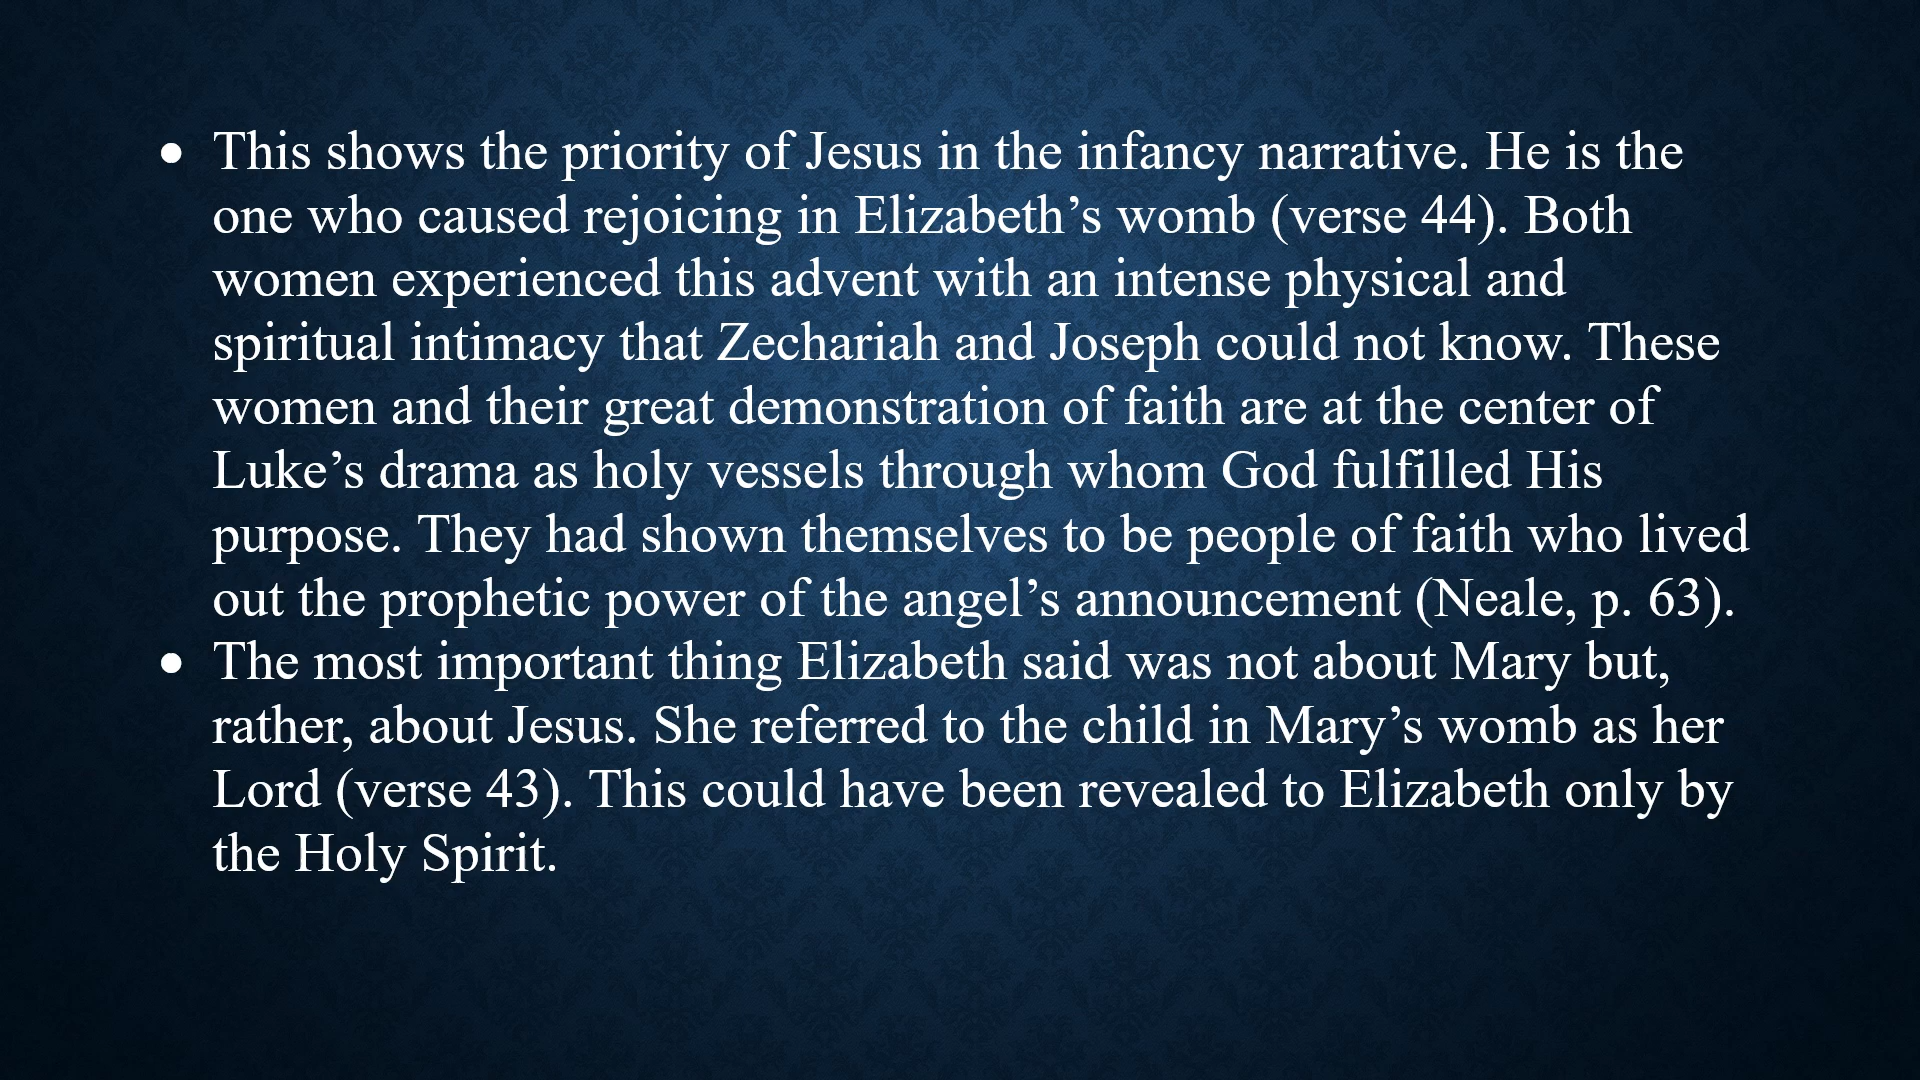 • This shows the priority of Jesus in the infancy narrative. He is the
one who caused rejoicing in Elizabeth’s womb (verse 44). Both
women experienced this advent with an intense physical and
spiritual intimacy that Zechariah and Joseph could not know. These
women and their great demonstration of faith are at the center of
Luke’s drama as holy vessels through whom God fulfilled His
purpose. They had shown themselves to be people of faith who lived
out the prophetic power of the angel’s announcement (Neale, p. 63).
• The most important thing Elizabeth said was not about Mary but,
rather, about Jesus. She referred to the child in Mary’s womb as her
Lord (verse 43). This could have been revealed to Elizabeth only by
the Holy Spirit.